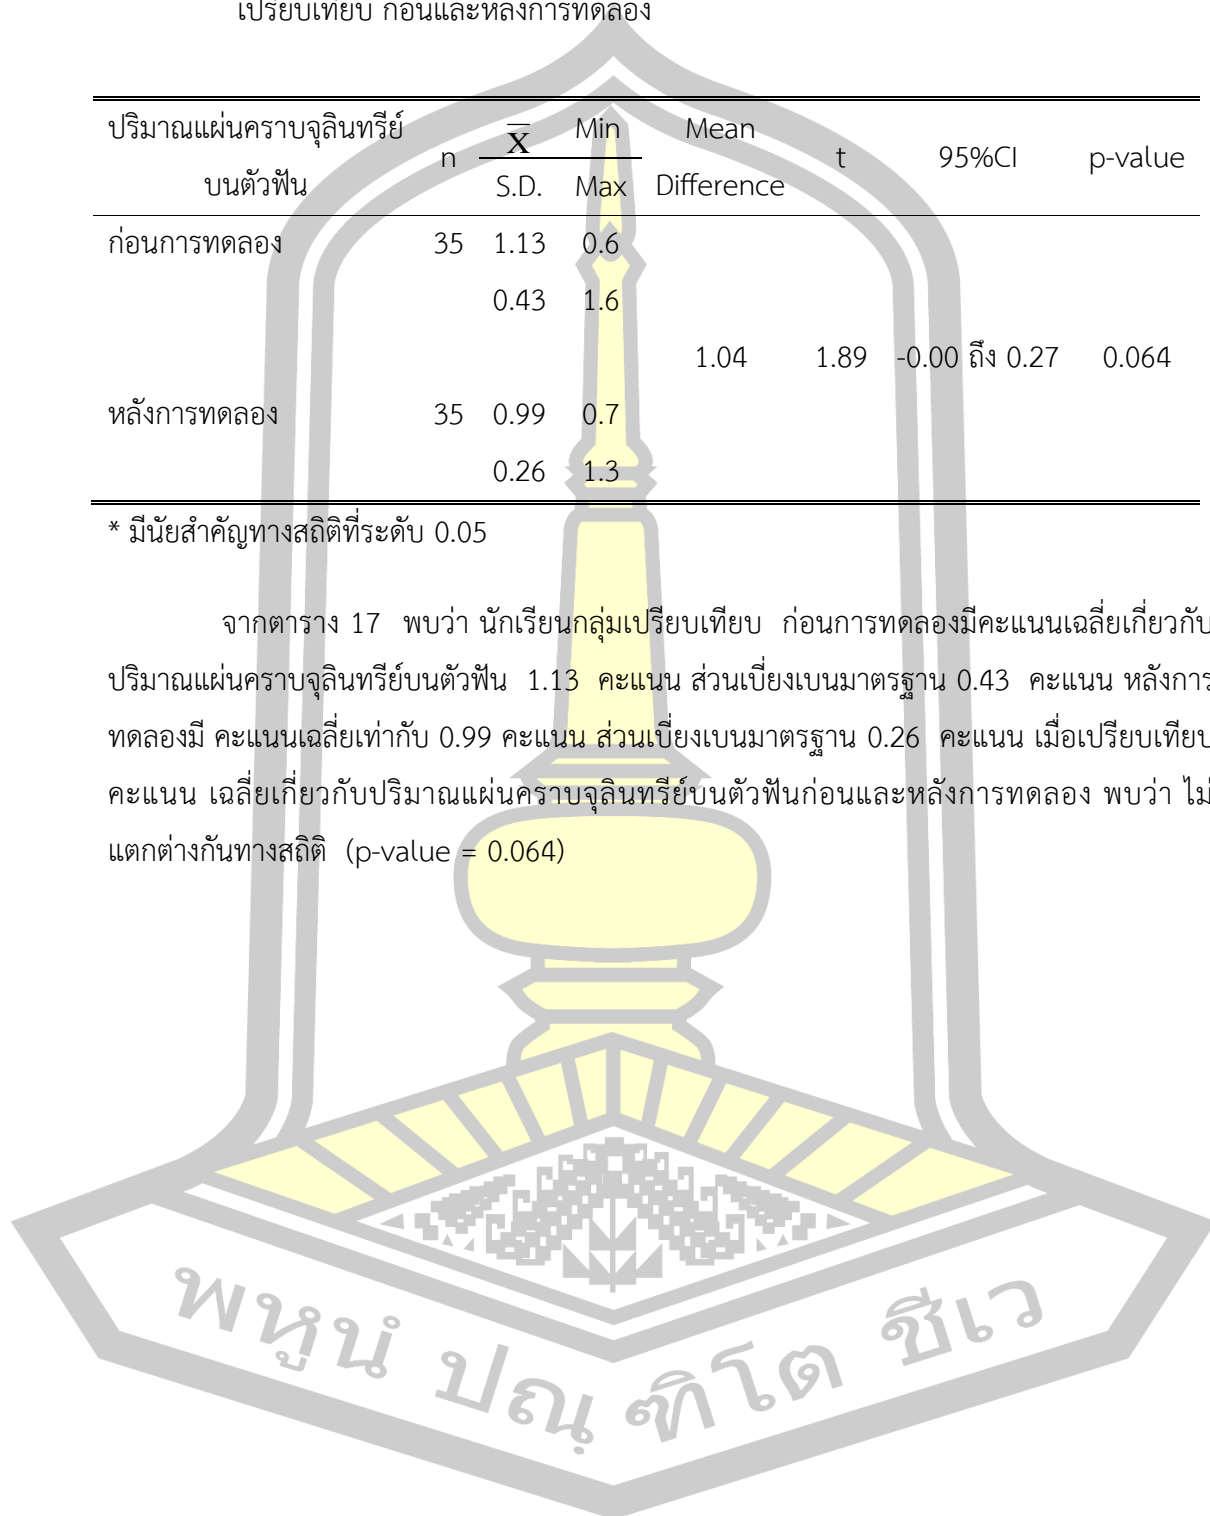 เปรียบเทียบ ก่อนและหลังการทดลอง
ปริมาณแผ่นคราบจุลินทรีย์ n X Min Mean t 95%CI p-value
บนตัวฟัน S.D. Max Difference
ก่อนการทดลอง 35 1.13 0.6
0.43 1.6
1.04 1.89 -0.00 ถึง 0.27 0.064
หลังการทดลอง 35 0.99 0.7
0.26 1.3
* มีนัยสำคัญทางสถิติที่ระดับ 0.05
จากตาราง 17 พบว่า นักเรียนกลุ่มเปรียบเทียบ ก่อนการทดลองมีคะแนนเฉลี่ยเกี่ยวกับ
ปริมาณแผ่นคราบจุลินทรีย์บนตัวฟัน 1.13 คะแนน ส่วนเบี่ยงเบนมาตรฐาน 0.43 คะแนน หลังการ
ทดลองมี คะแนนเฉลี่ยเท่ากับ 0.99 คะแนน ส่วนเบี่ยงเบนมาตรฐาน 0.26 คะแนน เมื่อเปรียบเทียบ
คะแนน เฉลี่ยเกี่ยวกับปริมาณแผ่นคราบจุลินทรีย์บนตัวฟันก่อนและหลังการทดลอง พบว่า ไม่
แตกต่างกันทางสถิติ (p-value = 0.064)
พหูนํ ปณฺฑิโต ชีเว